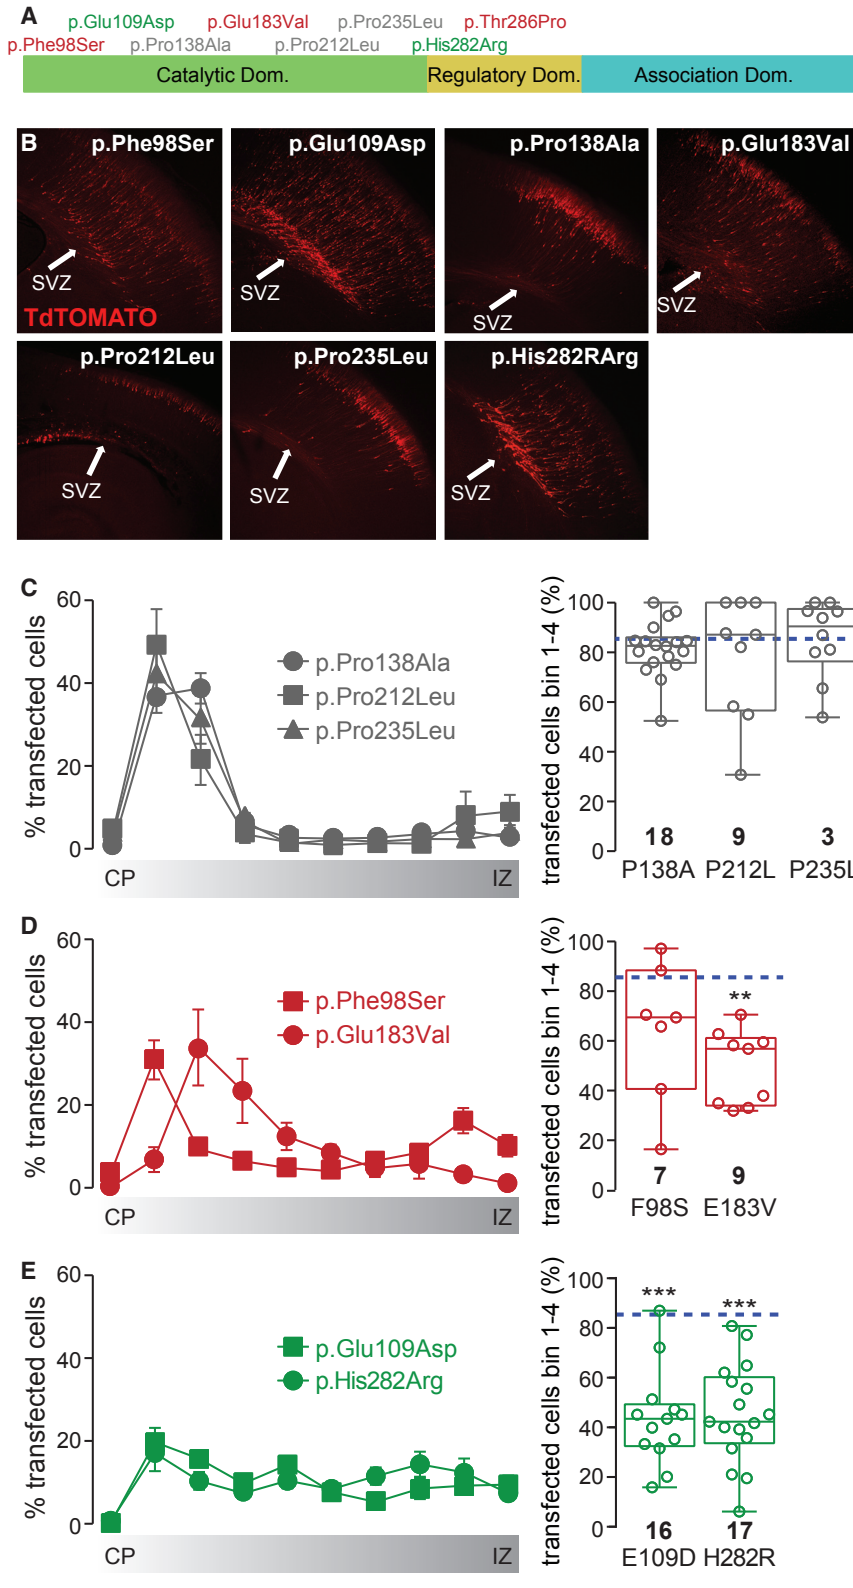 A
p.Glu109Asp p.Glu183Val p.Pro235Leu p.Thr286Pro
p.Phe98Ser p.Pro138Ala p.Pro212Leu p.His282Arg
Catalytic Dom. Regulatory Dom. Association Dom.
B p.Phe98Ser p.Glu109Asp p.Pro138Ala p.Glu183Val
SVZ SVZ SVZ SVZ
TdTOMATO
p.Pro212Leu p.Pro235Leu p.His282RArg
SVZ SVZ SVZ
C
% transfected cells
60
40
20
0
p.Pro138Ala
p.Pro212Leu
p.Pro235Leu
CP IZ
transfected cells bin 1-4 (%)
100
80
60
40
20
0
18 9 3
P138A P212L P235L
D
% transfected cells
60
40
20
0
p.Phe98Ser
p.Glu183Val
CP IZ
transfected cells bin 1-4 (%)
100
80
60
40
20
0
**
7 9
F98S E183V
E
% transfected cells
60
40
20
0
p.Glu109Asp
p.His282Arg
CP IZ
transfected cells bin 1-4 (%)
100
80
60
40
20
0
*** ***
16 17
E109D H282R